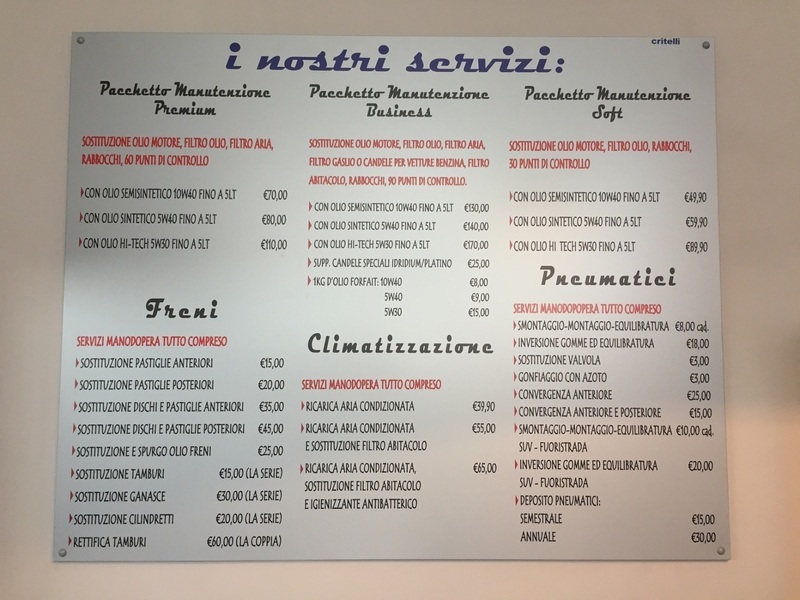 critelli
i nostri servizi:
Pacchetto Manutenzione
Premium
SOSTITUZIONE OLIO MOTORE, FILTRO OLIO, FILTRO ARIA,
RABBOCCHI, 60 PUNTI DI CONTROLLO
CON OLIO SEMISINTETICO 10W40 FINO A 5LT €70,00
CON OLIO SINTETICO 5W40 FINO A 5LT €80,00
CON OLIO HI-TECH 5W30 FINO A 5LT €110,00
Freni
SERVIZI MANODOPERA TUTTO COMPRESO
SOSTITUZIONE PASTIGLIE ANTERIORI €15,00
SOSTITUZIONE PASTIGLIE POSTERIORI €20,00
SOSTITUZIONE DISCHI E PASTIGLIE ANTERIORI €35,00
SOSTITUZIONE DISCHI E PASTIGLIE POSTERIORI €45,00
SOSTITUZIONE E SPURGO OLIO FRENI €25,00
SOSTITUZIONE TAMBURI €15,00 (LA SERIE)
SOSTITUZIONE GANASCE €30,00 (LA SERIE)
SOSTITUZIONE CILINDRETTI €20,00 (LA SERIE)
RETTIFICA TAMBURI €60,00 (LA COPPIA)
Pacchetto Manutenzione
Business
SOSTITUZIONE OLIO MOTORE, FILTRO OLIO, FILTRO ARIA,
FILTRO GASLIO O CANDELE PER VETTURE BENZINA, FILTRO
ABITACOLO, RABBOCCHI, 90 PUNTI DI CONTROLLO.
CON OLIO SEMISINTETICO 10W40 FINO A 5LT €130,00
CON OLIO SINTETICO 5W40 FINO A 5LT €140,00
CON OLIO HI-TECH 5W30 FINO A 5LT €170,00
SUPP. CANDELE SPECIALI IDRIDIUM/PLATINO €25,00
1KG D'OLIO FORFAIT: 10W40 €8,00
5W40 €9,00
5W30 €15,00
Climatizzazione
SERVIZI MANODOPERA TUTTO COMPRESO
RICARICA ARIA CONDIZIONATA €39,90
RICARICA ARIA CONDIZIONATA €55,00
E SOSTITUZIONE FILTRO ABITACOLO
RICARICA ARIA CONDIZIONATA, €65,00
SOSTITUZIONE FILTRO ABITACOLO
E IGIENIZZANTE ANTIBATTERICO
Pacchetto Manutenzione
Soft
SOSTITUZIONE OLIO MOTORE, FILTRO OLIO, RABBOCCHI,
30 PUNTI DI CONTROLLO
CON OLIO SEMISINTETICO 10W40 FINO A 5LT €49,90
CON OLIO SINTETICO 5W40 FINO A 5LT €59,90
CON OLIO HI TECH 5W30 FINO A 5LT €89,90
Pneumatici
SERVIZI MANODOPOPERA TUTTO COMPRESO
SMONTAGGIO-MONTAGGIO-EQUILIBRATURA €8,00 cad.
INVERSIONE GOMME ED EQUILIBRATURA €18,00
SOSTITUZIONE VALVOLA €3,00
GONFIAGGIO CON AZOTO €3,00
CONVERGENZA ANTERIORE €25,00
CONVERGENZA ANTERIORE E POSTERIORE €15,00
SMONTAGGIO-MONTAGGIO-EQUILIBRATURA €10,00 cad.
SUV - FUORISTRADA
INVERSIONE GOMME ED EQUILIBRATURA €20,00
SUV - FUORISTRADA
DEPOSITO PNEUMATICI:
SEMESTRALE €15,00
ANNUALE €30,00